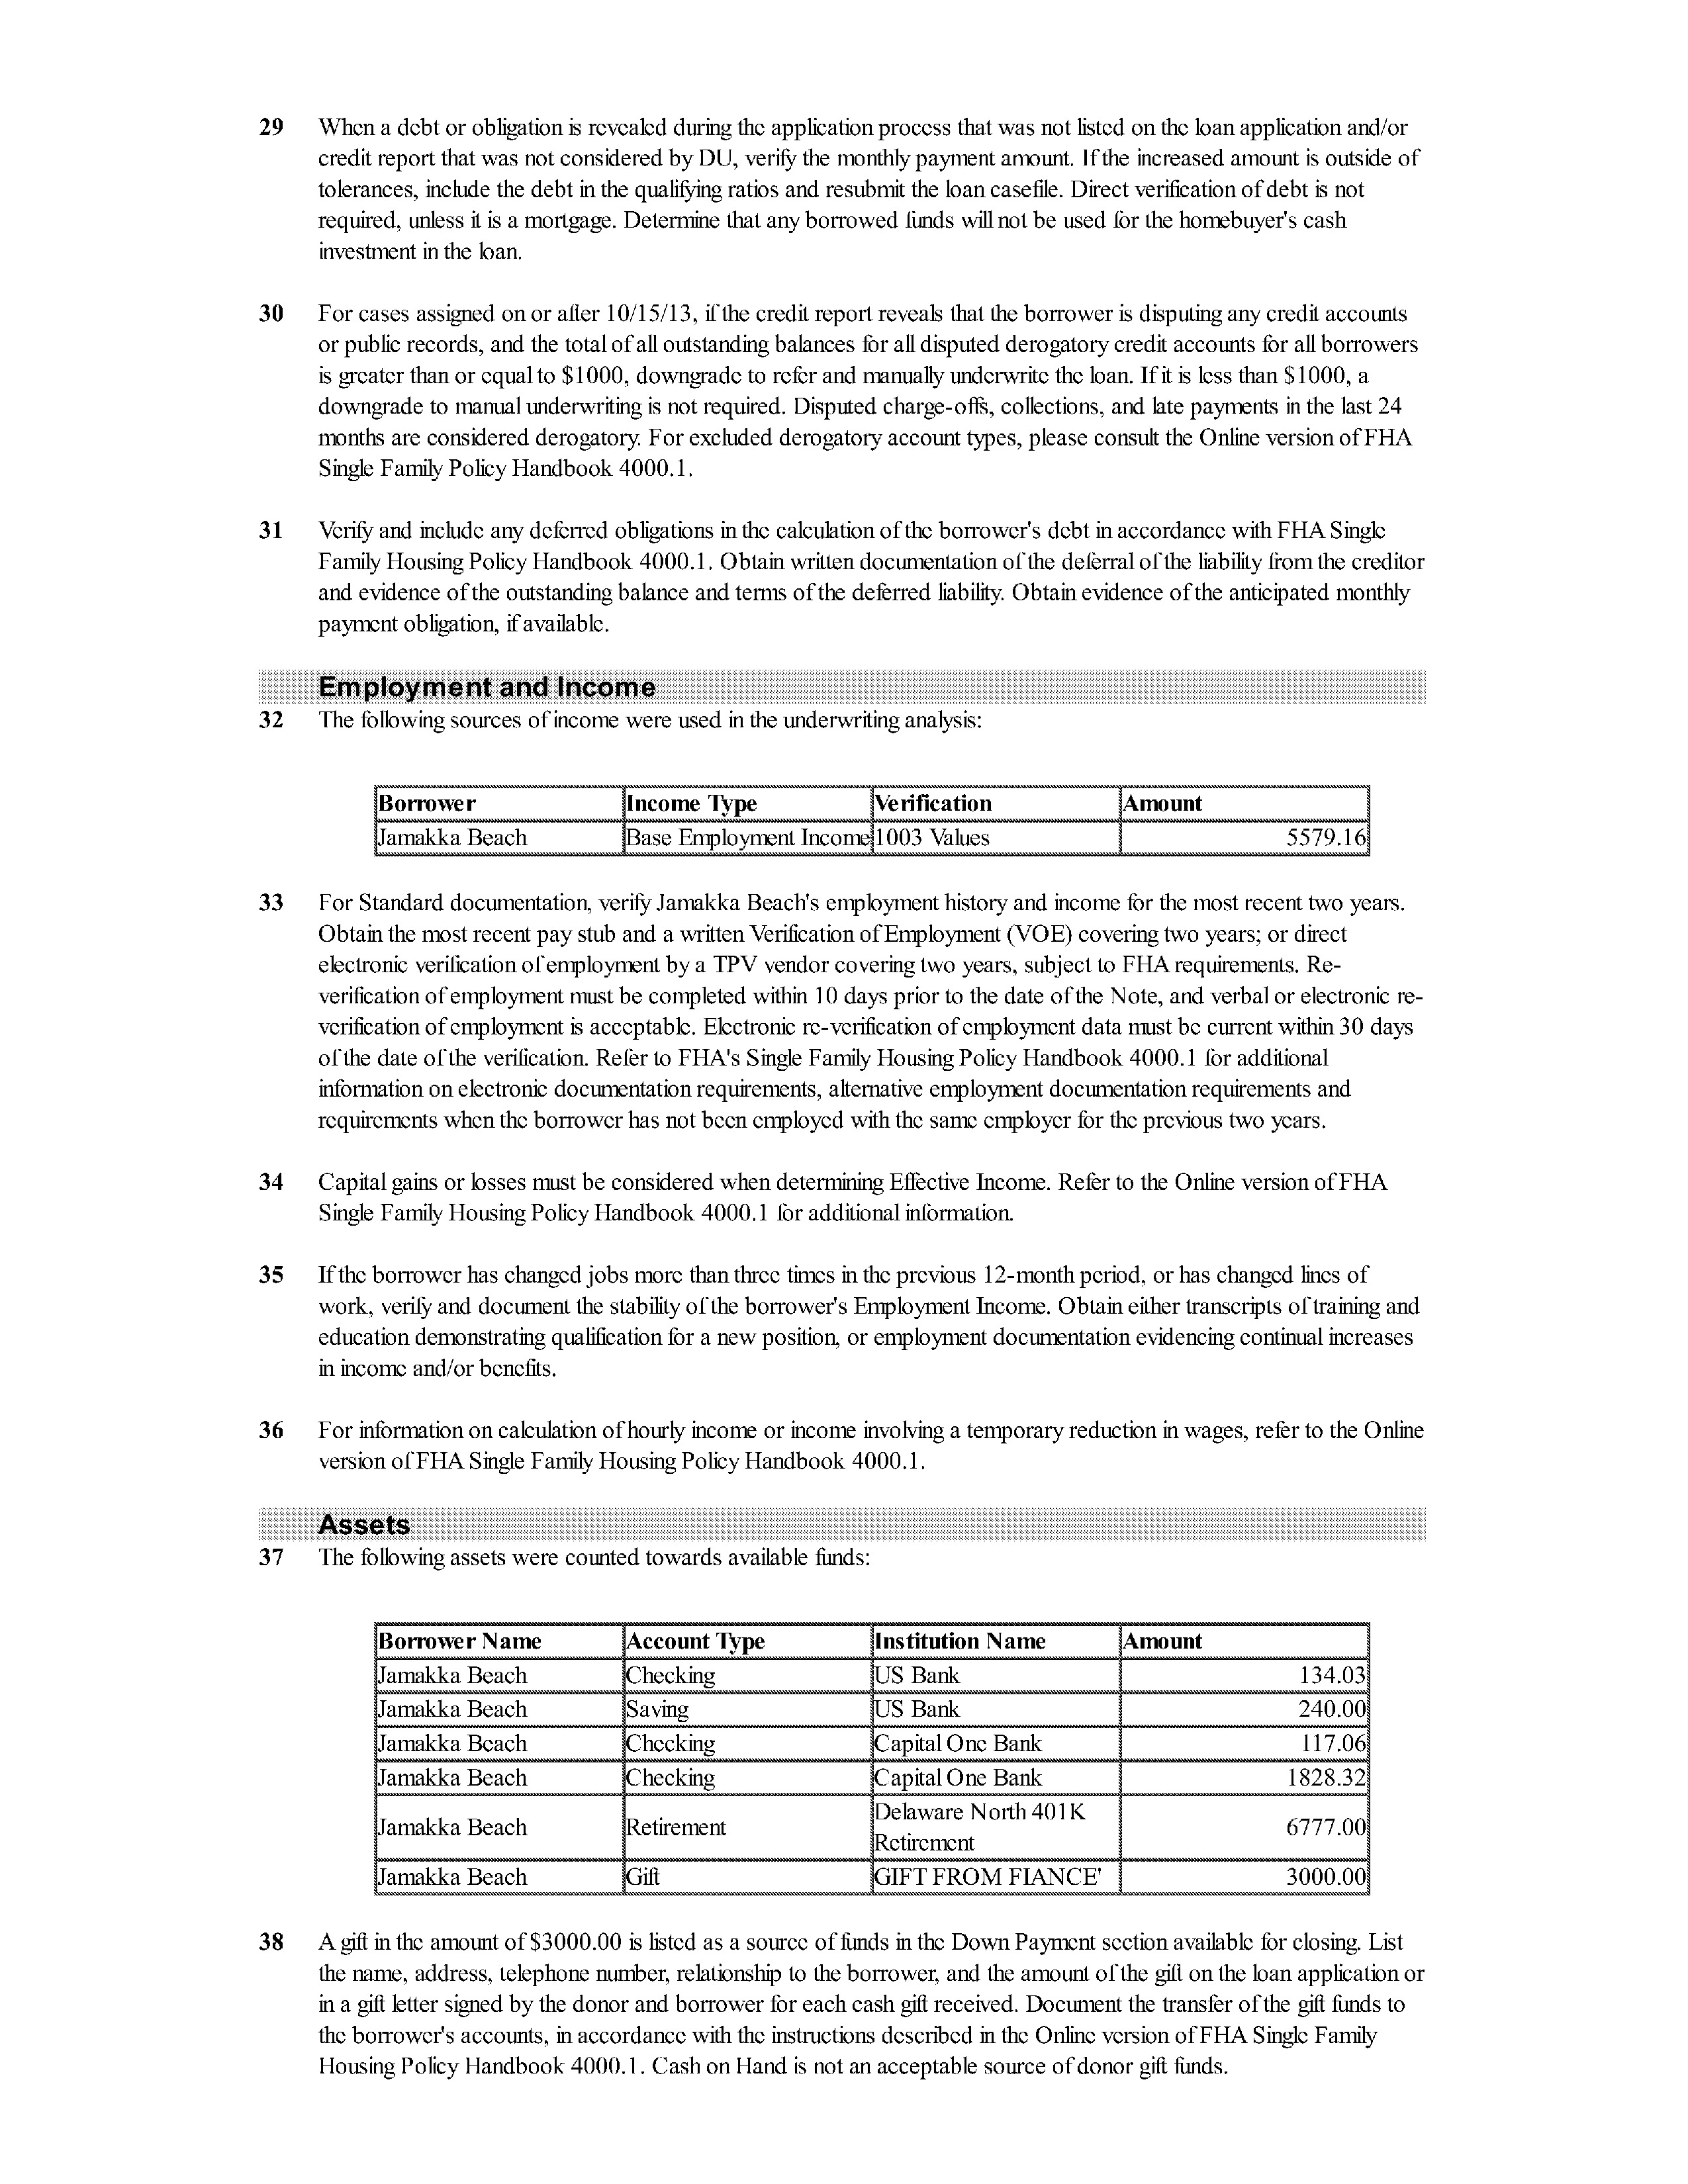 29 When a debt or obligation is revealed during the application process that was not listed on the loan application and/or
credit report that was not considered by DU, verify the monthly payment amount. If the increased amount is outside of
tolerances, include the debt in the qualifying ratios and resubmit the loan casefile. Direct verification of debt is not
required, unless it is a mortgage. Determine that any borrowed funds will not be used for the homebuyer's cash
investment in the loan.
30 For cases assigned on or after 10/15/13, if the credit report reveals that the borrower is disputing any credit accounts
or public records, and the total of all outstanding balances for all disputed derogatory credit accounts for all borrowers
is greater than or equal to $1000, downgrade to refer and manually underwrite the loan. If it is less than $1000, a
downgrade to manual underwriting is not required. Disputed charge-offs, collections, and late payments in the last 24
months are considered derogatory. For excluded derogatory account types, please consult the Online version of FHA
Single Family Policy Handbook 4000.1.
31 Verify and include any deferred obligations in the calculation of the borrower's debt in accordance with FHA Single
Family Housing Policy Handbook 4000.1. Obtain written documentation of the deferral of the liability from the creditor
and evidence of the outstanding balance and terms of the deferred liability. Obtain evidence of the anticipated monthly
payment obligation, if available.
Employment and Income
32 The following sources of income were used in the underwriting analysis:
Borrower Income Type Verification Amount
Jamakka Beach Base Employment Income 1003 Values 5579.16
33 For Standard documentation, verify Jamakka Beach's employment history and income for the most recent two years.
Obtain the most recent pay stub and a written Verification of Employment (VOE) covering two years; or direct
electronic verification of employment by a TPV vendor covering two years, subject to FHA requirements. Re-
verification of employment must be completed within 10 days prior to the date of the Note, and verbal or electronic re-
verification of employment is acceptable. Electronic re-verification of employment data must be current within 30 days
of the date of the verification. Refer to FHA's Single Family Housing Policy Handbook 4000.1 for additional
information on electronic documentation requirements, alternative employment documentation requirements and
requirements when the borrower has not been employed with the same employer for the previous two years.
34 Capital gains or losses must be considered when determining Effective Income. Refer to the Online version of FHA
Single Family Housing Policy Handbook 4000.1 for additional information.
35 If the borrower has changed jobs more than three times in the previous 12-month period, or has changed lines of
work, verify and document the stability of the borrower's Employment Income. Obtain either transcripts of training and
education demonstrating qualification for a new position, or employment documentation evidencing continual increases
in income and/or benefits.
36 For information on calculation of hourly income or income involving a temporary reduction in wages, refer to the Online
version of FHA Single Family Housing Policy Handbook 4000.1.
Assets
37 The following assets were counted towards available funds:
Borrower Name Account Type Institution Name Amount
Jamakka Beach Checking US Bank 134.03
Jamakka Beach Saving US Bank 240.00
Jamakka Beach Checking Capital One Bank 117.06
Jamakka Beach Checking Capital One Bank 1828.32
Jamakka Beach Retirement Delaware North 401K
Retirement 6777.00
Jamakka Beach Gift GIFT FROM FIANCE' 3000.00
38 A gift in the amount of $3000.00 is listed as a source of funds in the Down Payment section available for closing. List
the name, address, telephone number, relationship to the borrower, and the amount of the gift on the loan application or
in a gift letter signed by the donor and borrower for each cash gift received. Document the transfer of the gift funds to
the borrower's accounts, in accordance with the instructions described in the Online version of FHA Single Family
Housing Policy Handbook 4000.1. Cash on Hand is not an acceptable source of donor gift funds.